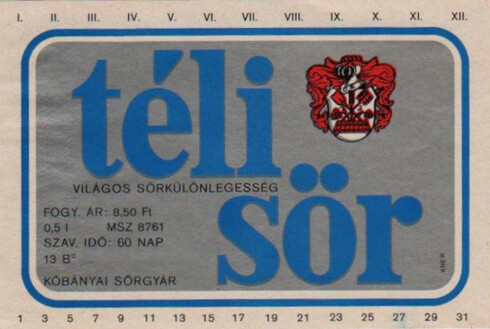 I. II. III. IV. V. VI. VII. VIII. IX. X. XI. XII.
téli
VILÁGOS SÖRKÜLÖNLEGESSÉG
sör
FOGY. ÁR: 8,50 Ft
0,5 l MSZ 8761
SZAV. IDŐ: 60 NAP
13 B°
KŐBÁNYAI SÖRGYÁR
KNER
1 3 5 7 9 11 13 15 17 19 21 23 25 27 29 31